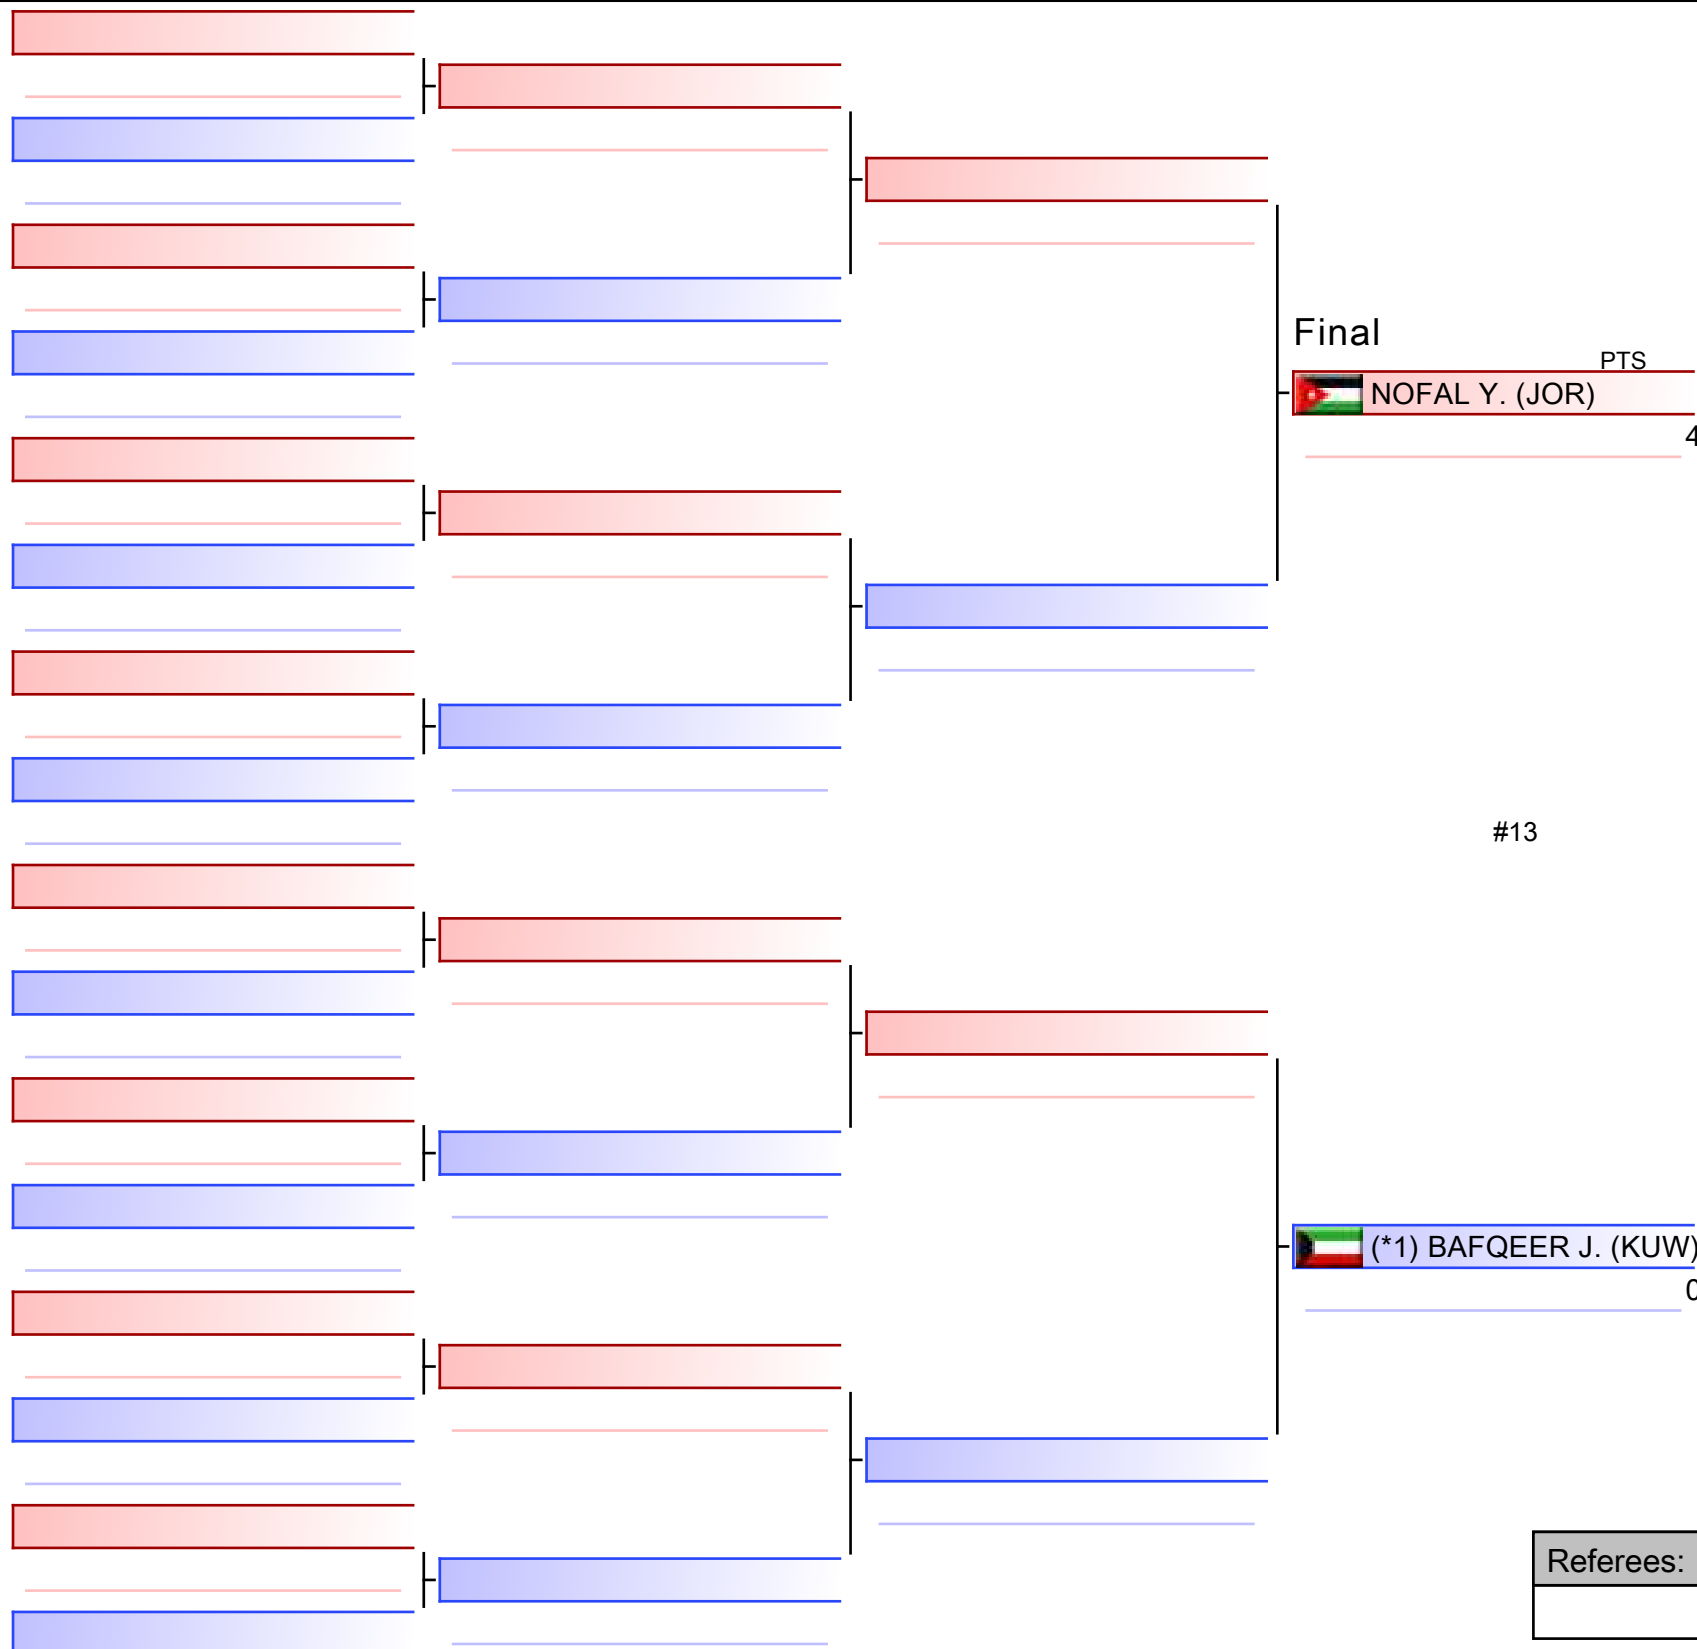 Final
PTS
NOFAL Y. (JOR)
4
#13
(*1) BAFQEER J. (KUW)
0
Referees: